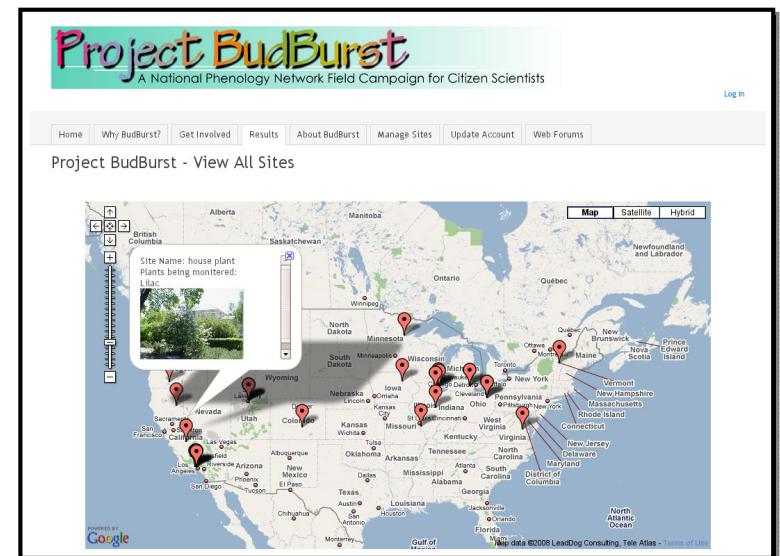 Project BudBurst
A National Phenology Network Field Campaign for Citizen Scientists
Log in
Home Why BudBurst? Get Involved Results About BudBurst Manage Sites Update Account Web Forums
Project BudBurst - View All Sites
Map Satellite Hybrid
Alberta
Manitoba
British
Columbia
Saskatchewan
Newfoundland
and Labrador
Site Name: house plant
Plants being monitered:
Lilac
Ontario
Québec
Winnipeg
North
Dakota
Minnesota
Québec
New
Brunswick
Prince
Edward
Island
Nova
Scotia
Ottawa
Montre
Maine
South
Dakota
Minneapolis
Wisconsin
Michi
Toronto
Wyoming
Iowa
Detroit
New York
Vermont
New Hampshire
Massachusetts
Rhode Island
Connecticut
Nebraska
Lincoln
Omaha
Cleveland
Pennsylvania
New York
Nevada
Utah
Colo
Kansas
City
Indiana
Ohio
Sacrame
San
Francisco
California
Kansas
Wichita
Missouri
St L
Cincinnati
West
Virginia
Kentucky
Virginia
New Jersey
Delaware
Maryland
District of
Columbia
Las Vegas
Tulsa
Oklahoma
Arkansas
Tennessee
North
Carolina
Los
Angeles
Riverside
Arizona
Albuquerque
New
Mexico
Phoenix
Tucson
San Diego
El Paso
Dallas
Mississippi
Alabama
Atlanta
South
Carolina
Georgia
Texas
Austin
San
Antonio
Houston
Louisiana
Jacksonville
Orlando
Florida
Chihuahua
Monterrey
Gulf of
North
Atlantic
Ocean
POWERED BY
Google
Map data ©2008 LeadDog Consulting, Tele Atlas - Terms of Use